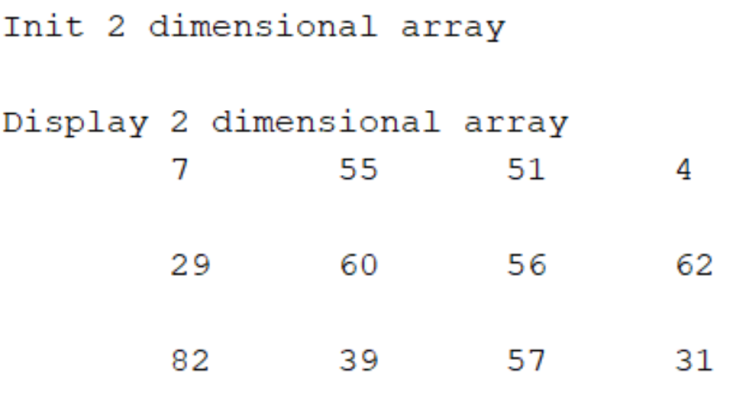 Init 2 dimensional array
Display 2 dimensional array
7 55 51 4
29 60 56 62
82 39 57 31